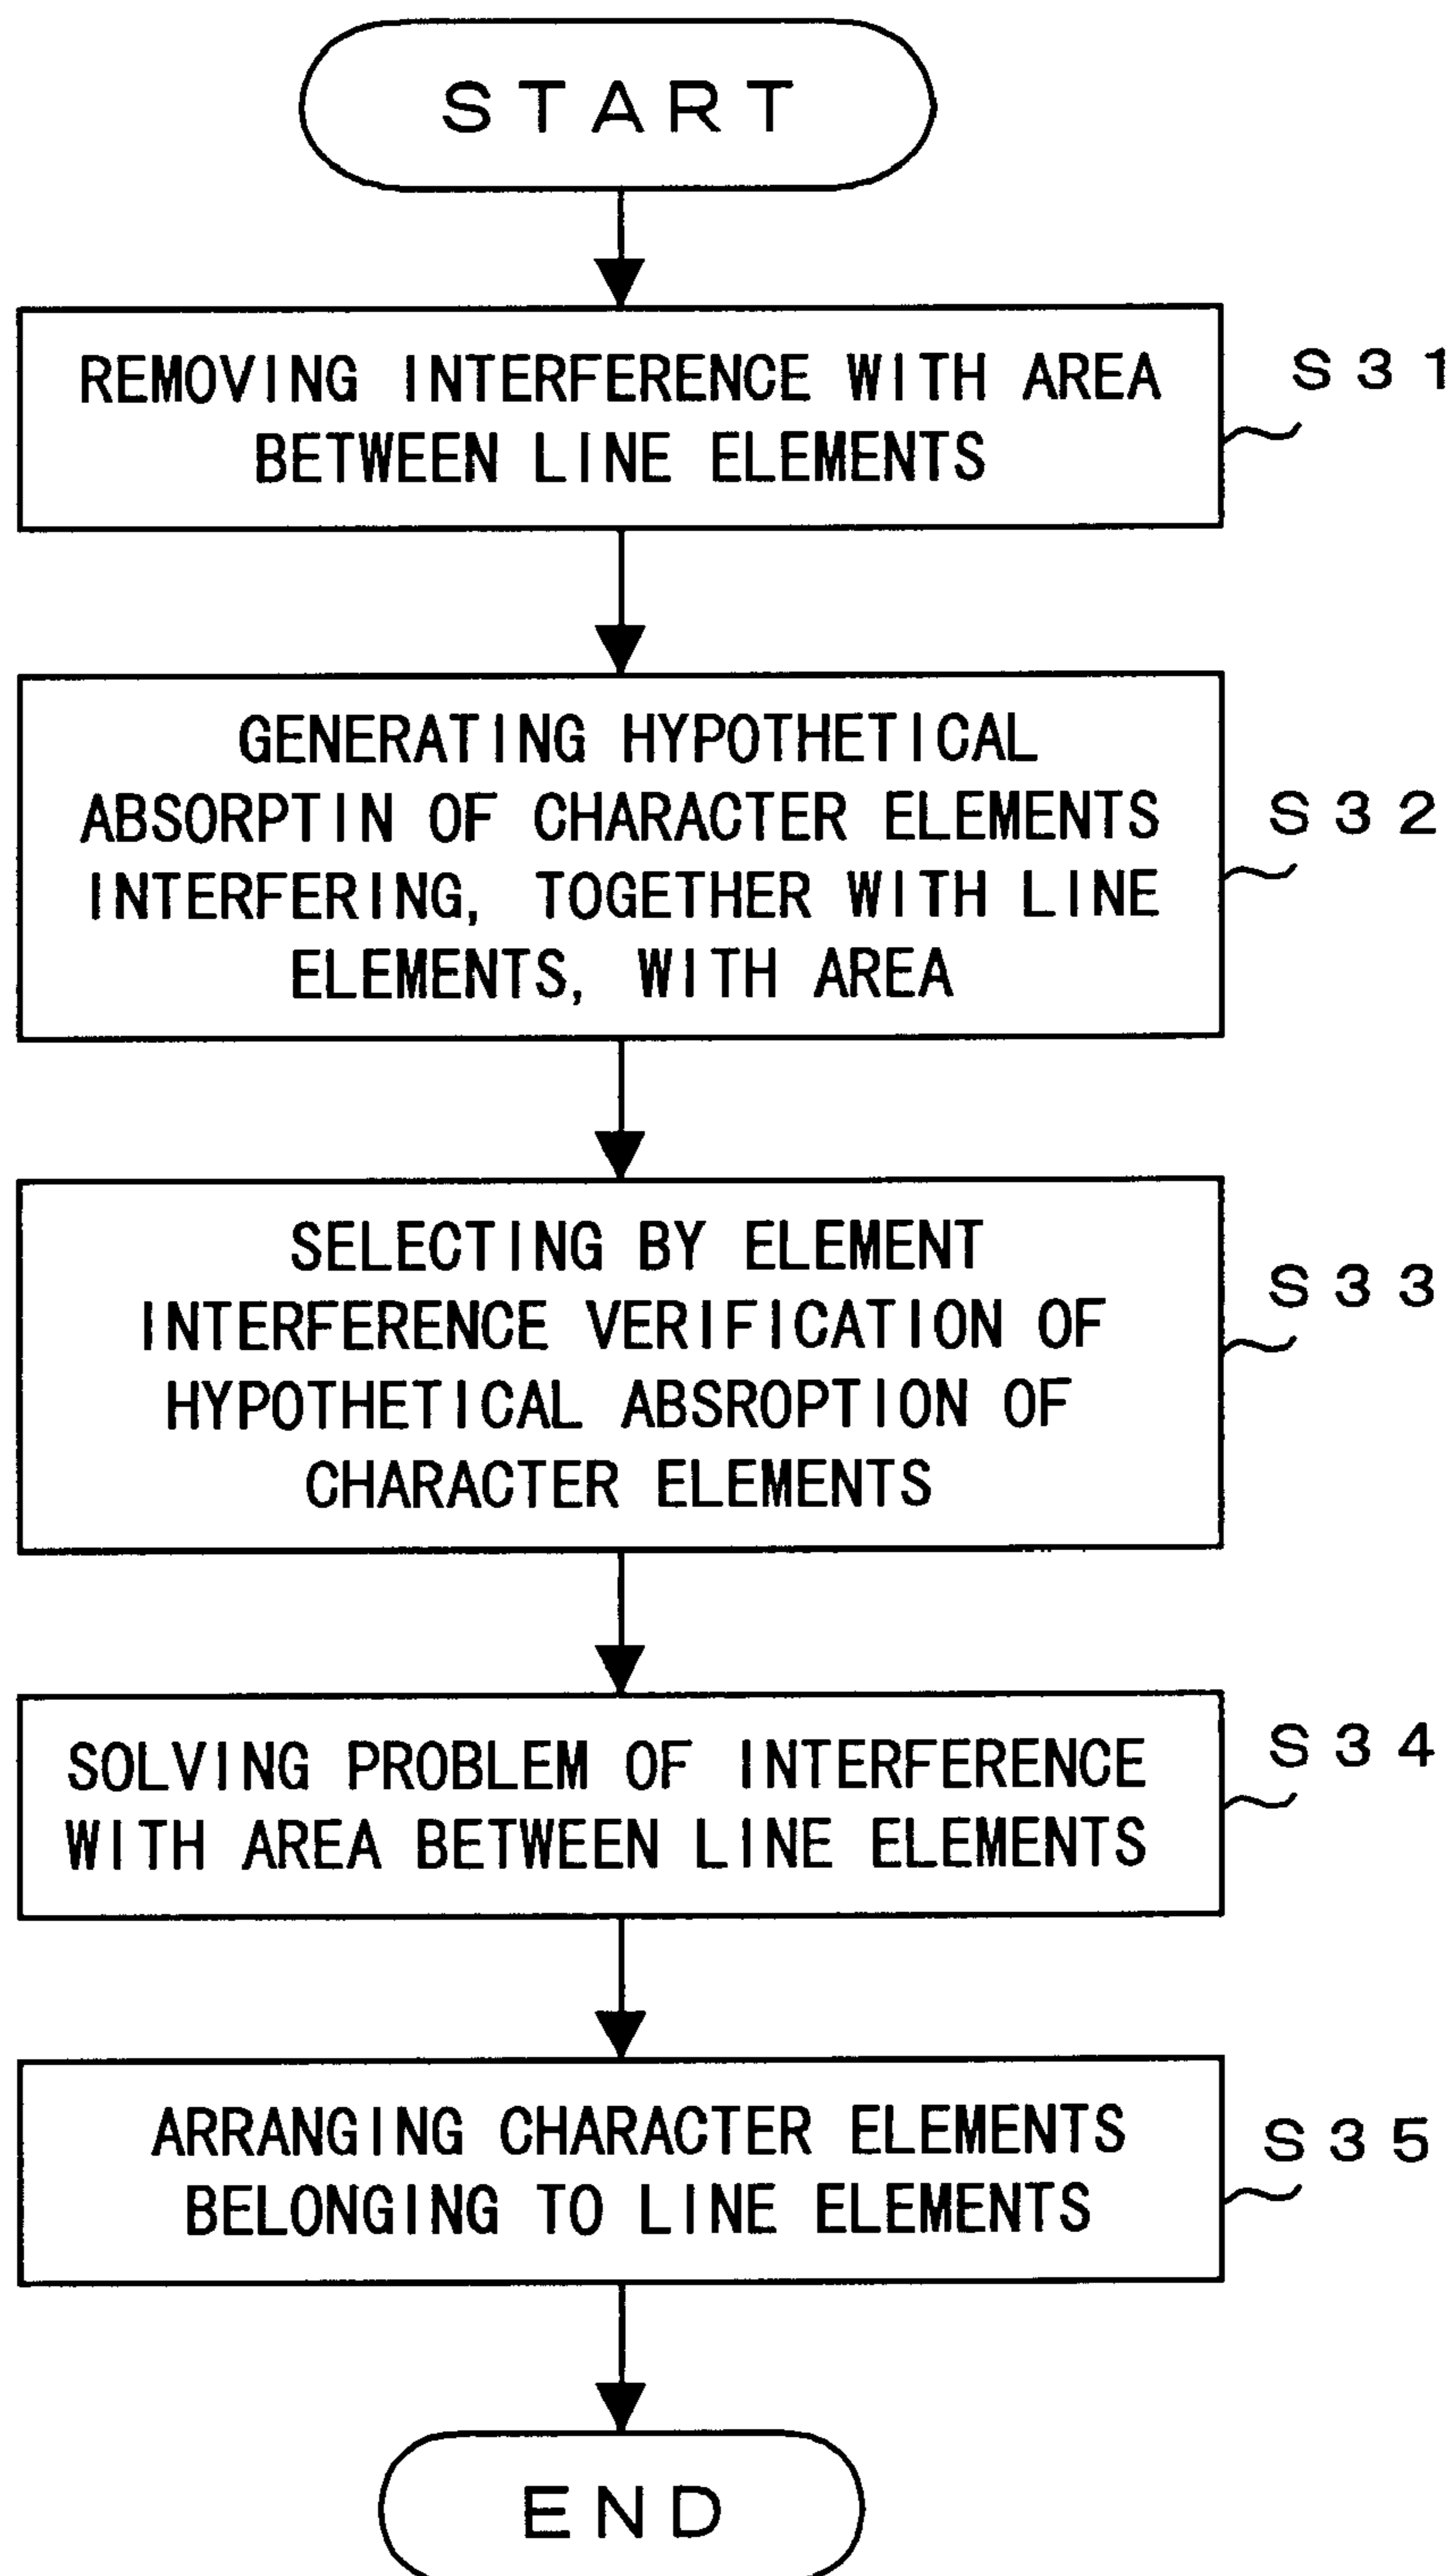 START
REMOVING INTERFERENCE WITH AREA
BETWEEN LINE ELEMENTS
S31
GENERATING HYPOTHETICAL
ABSORPTIN OF CHARACTER ELEMENTS
INTERFERING, TOGETHER WITH LINE
ELEMENTS, WITH AREA
S32
SELECTING BY ELEMENT
INTERFERENCE VERIFICATION OF
HYPOTHETICAL ABSROPTION OF
CHARACTER ELEMENTS
S33
SOLVING PROBLEM OF INTERFERENCE
WITH AREA BETWEEN LINE ELEMENTS
S34
ARRANGING CHARACTER ELEMENTS
BELONGING TO LINE ELEMENTS
S35
END